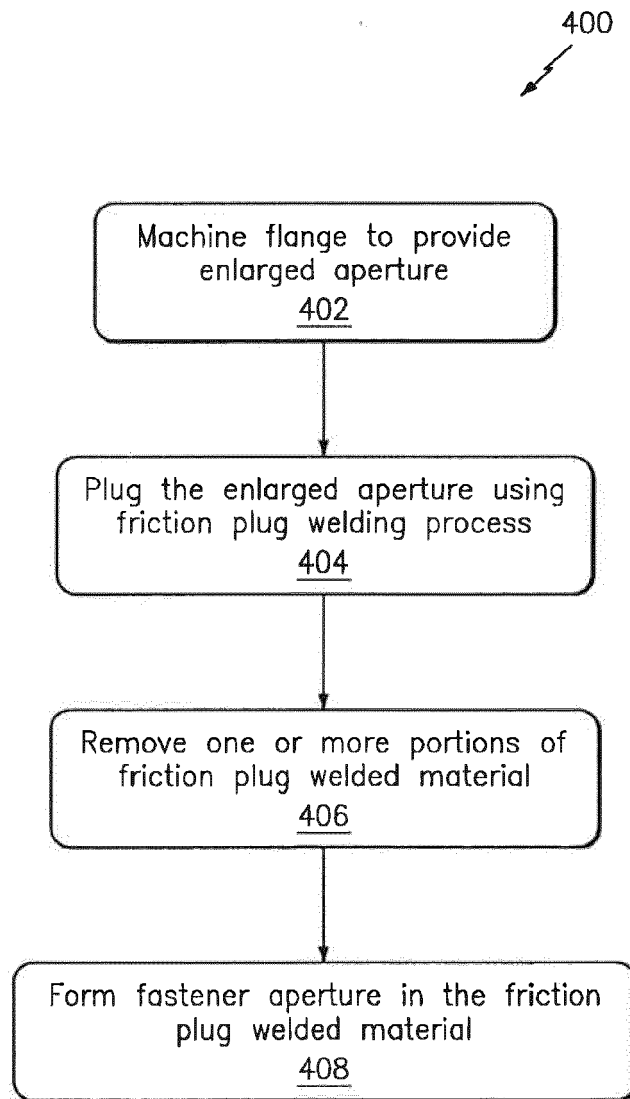 400
Machine flange to provide
enlarged aperture
402
Plug the enlarged aperture using
friction plug welding process
404
Remove one or more portions of
friction plug welded material
406
Form fastener aperture in the friction
plug welded material
408